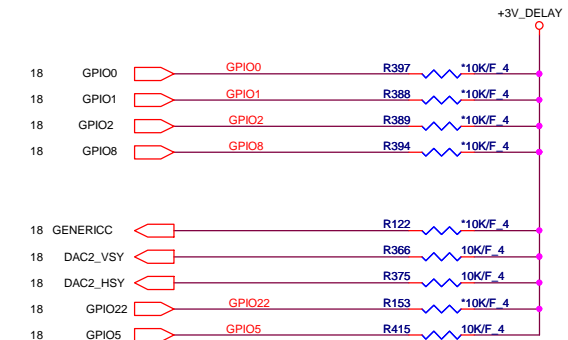 +3V_DELAY
18 GPIO0 GPIO0 R397 *10K/F_4
18 GPIO1 GPIO1 R388 *10K/F_4
18 GPIO2 GPIO2 R389 *10K/F_4
18 GPIO8 GPIO8 R394 *10K/F_4
18 GENERICC R122 *10K/F_4
18 DAC2_VSY R366 10K/F_4
18 DAC2_HSY R375 10K/F_4
18 GPIO22 GPIO22 R153 *10K/F_4
18 GPIO5 GPIO5 R415 10K/F_4